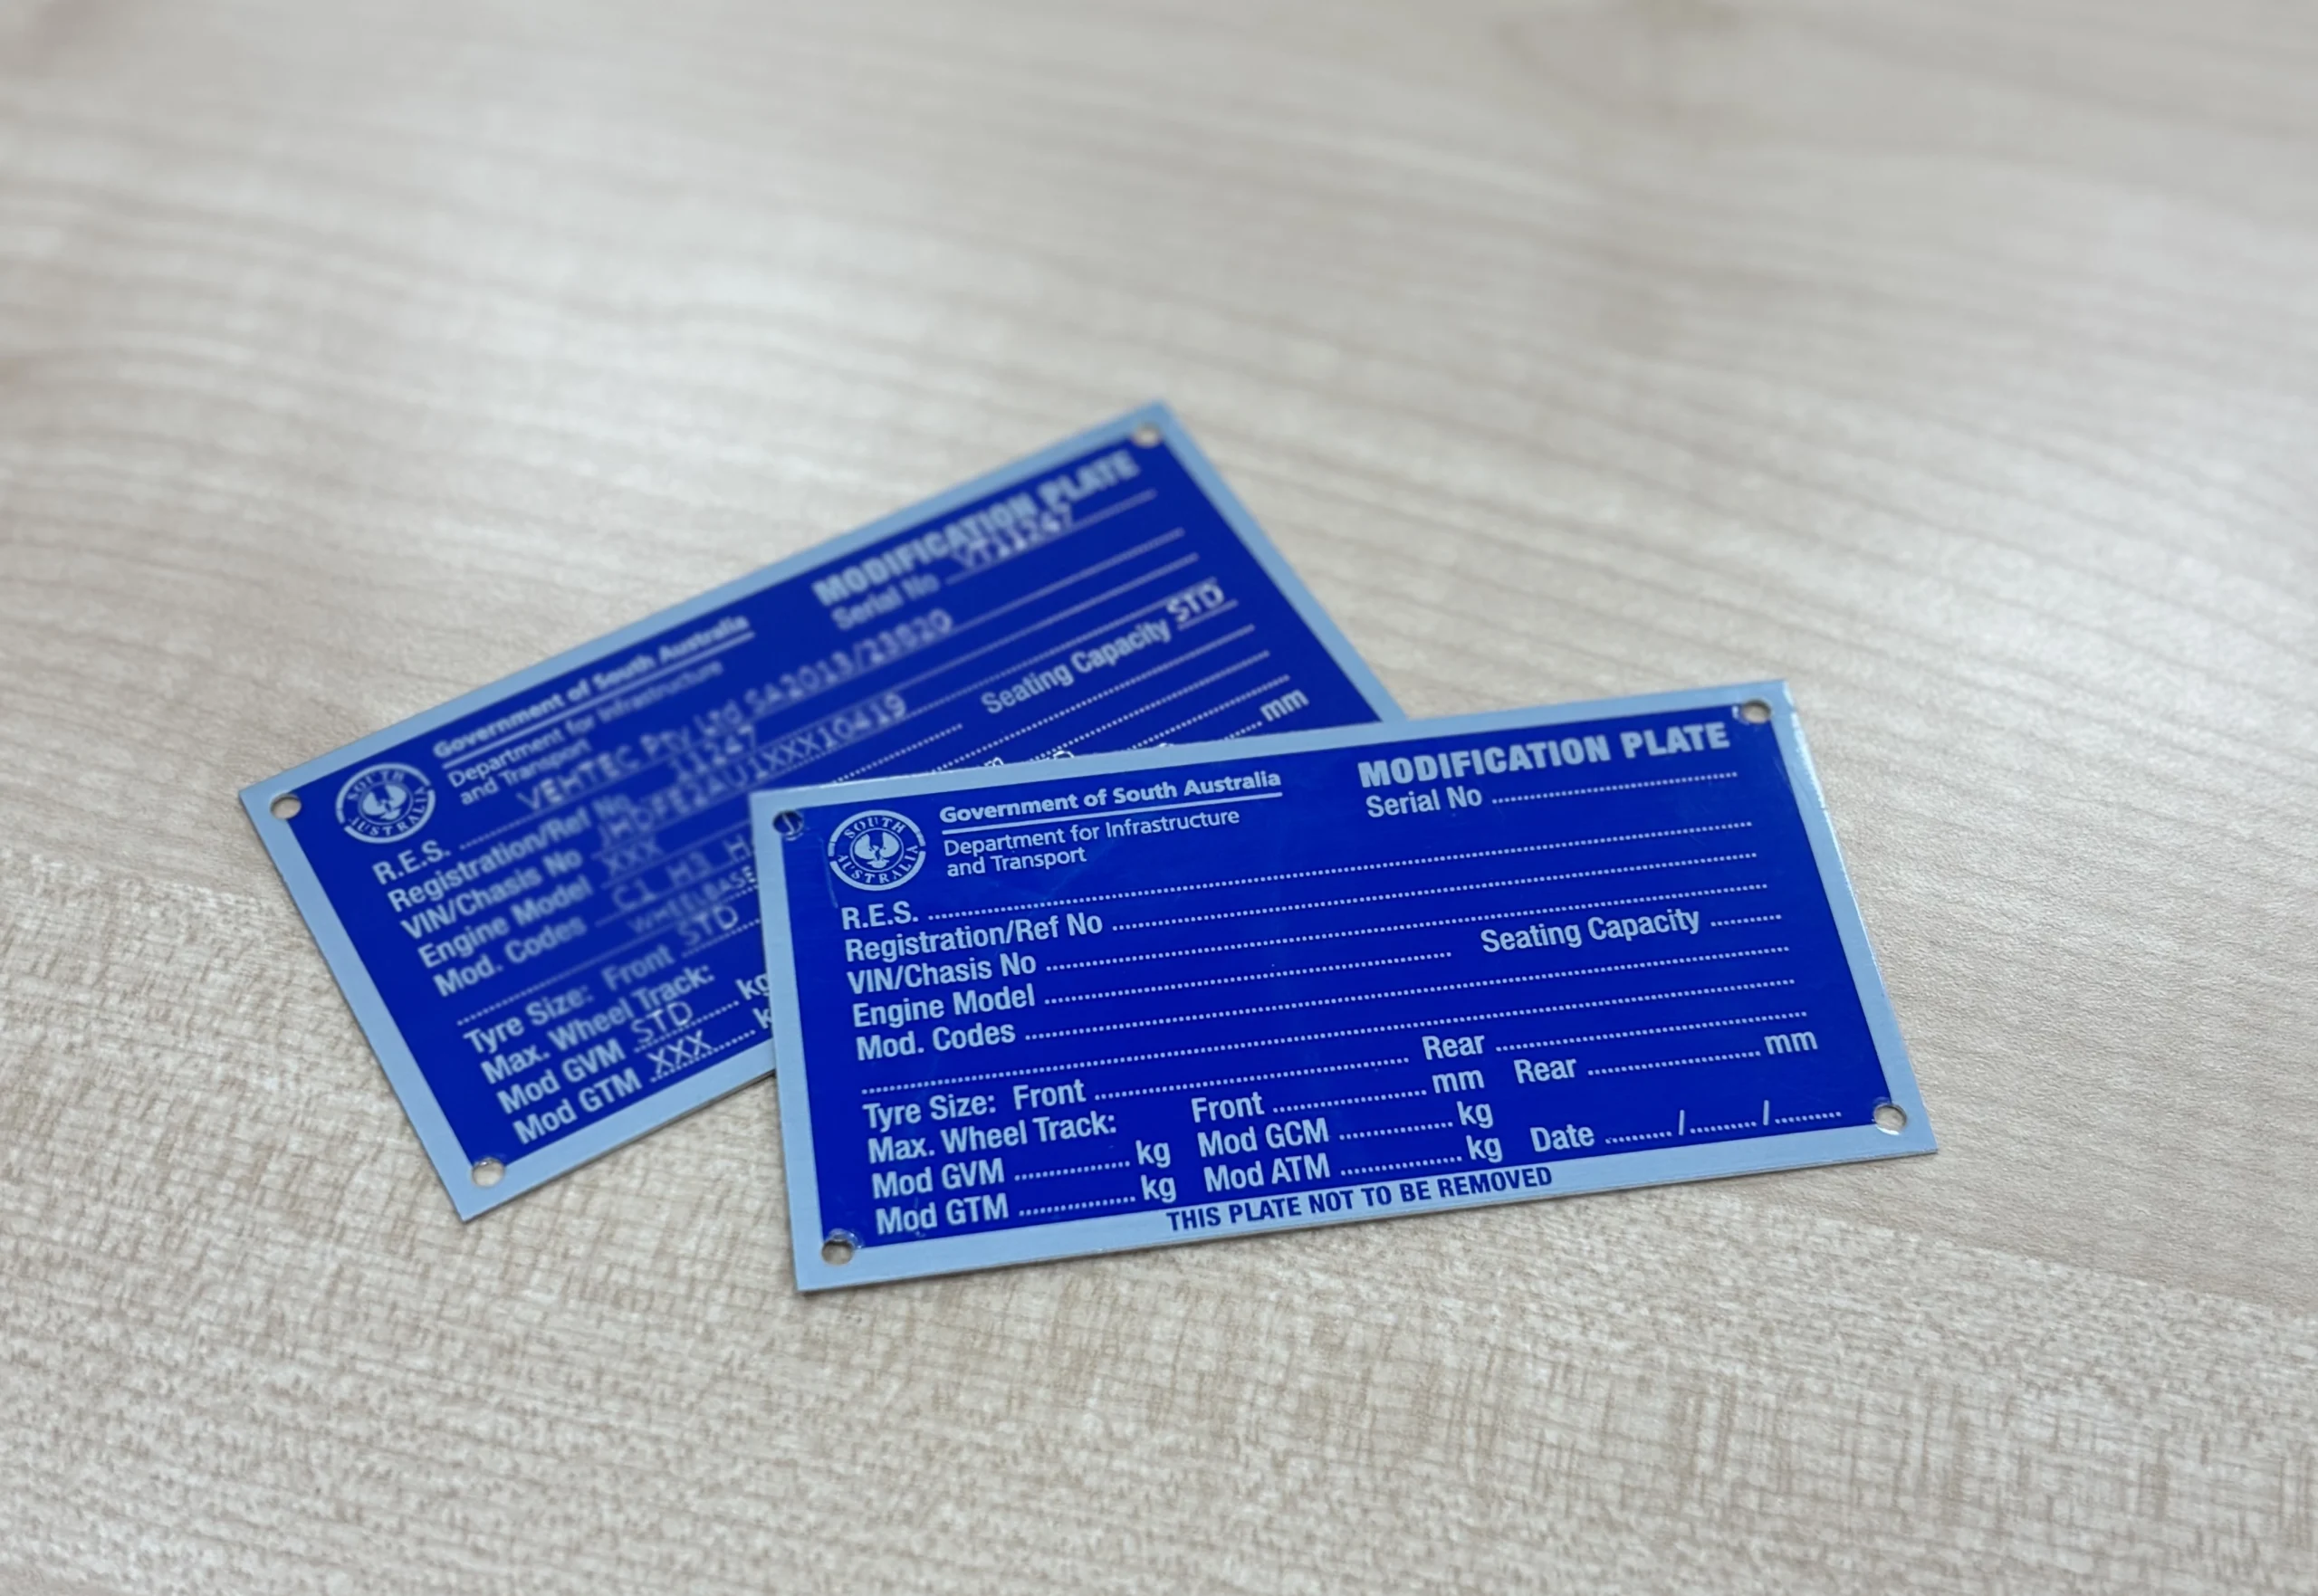 SOUTH AUSTRALIA
Government of South Australia
Department for Infrastructure
and Transport
MODIFICATION PLATE
Serial No VT11247
R.E.S. VEHTEC Pty Ltd SA2013/23820
Registration/Ref No 11247
VIN/Chasis No
Engine Model XXX Seating Capacity STD
Mod. Codes C1 H3
WHEELBASE
Tyre Size: Front STD
Max. Wheel Track: mm
Mod GVM STD kg
Mod GTM XXX
SOUTH AUSTRALIA
Government of South Australia
Department for Infrastructure
and Transport
MODIFICATION PLATE
Serial No
R.E.S.
Registration/Ref No
VIN/Chasis No
Engine Model Seating Capacity
Mod. Codes
Tyre Size: Front Rear
Max. Wheel Track: Front mm Rear mm
Mod GVM kg Mod GCM kg
Mod GTM kg Mod ATM kg Date / /
THIS PLATE NOT TO BE REMOVED